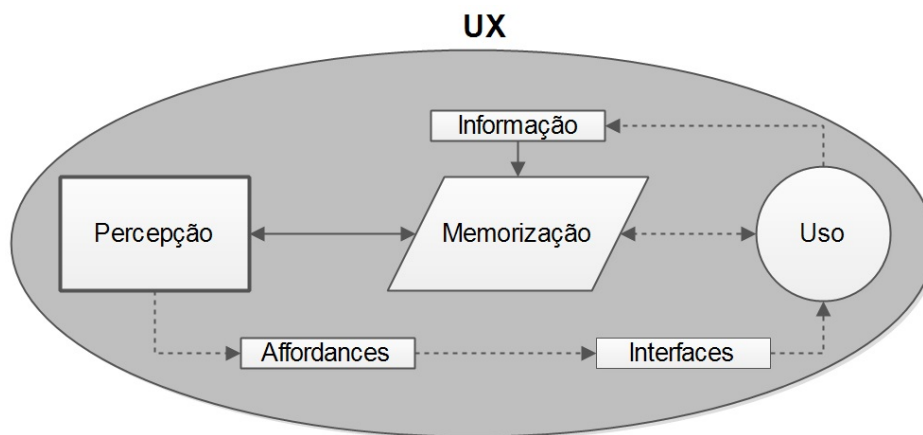 UX
Informação
Percepção
Memorização
Uso
Affordances
Interfaces